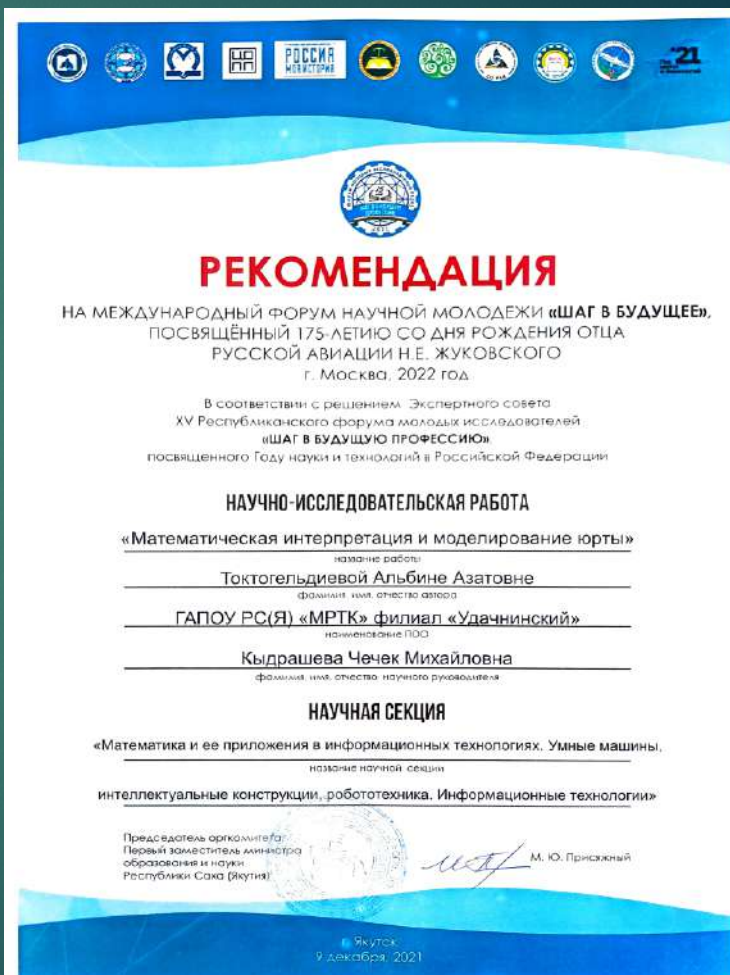 РОССИЯ
МОЯ ИСТОРИЯ
21
РЕКОМЕНДАЦИЯ
НА МЕЖДУНАРОДНЫЙ ФОРУМ НАУЧНОЙ МОЛОДЕЖИ «ШАГ В БУДУЩЕЕ»,
ПОСВЯЩЁННЫЙ 175-ЛЕТИЮ СО ДНЯ РОЖДЕНИЯ ОТЦА
РУССКОЙ АВИАЦИИ Н.Е. ЖУКОВСКОГО
г. Москва, 2022 год
В соответствии с решением Экспертного совета
XV Республиканского форума молодых исследователей
«ШАГ В БУДУЩУЮ ПРОФЕССИЮ»,
посвященного Году науки и технологий в Российской Федерации
НАУЧНО-ИССЛЕДОВАТЕЛЬСКАЯ РАБОТА
«Математическая интерпретация и моделирование юрты»
название работы
Токтогельдиевой Альбине Азатовне
фамилия, имя, отчество автора
ГАПОУ РС(Я) «МРТК» филиал «Удачнинский»
наименование ПОО
Кыдрашева Чечек Михайловна
фамилия, имя, отчество научного руководителя
НАУЧНАЯ СЕКЦИЯ
«Математика и ее приложения в информационных технологиях. Умные машины,
название научной секции
интеллектуальные конструкции, робототехника. Информационные технологии»
Председатель оргкомитета
Первый заместитель министра
образования и науки
Республики Саха (Якутия)
М. Ю. Присяжный
г. Якутск
9 декабря, 2021